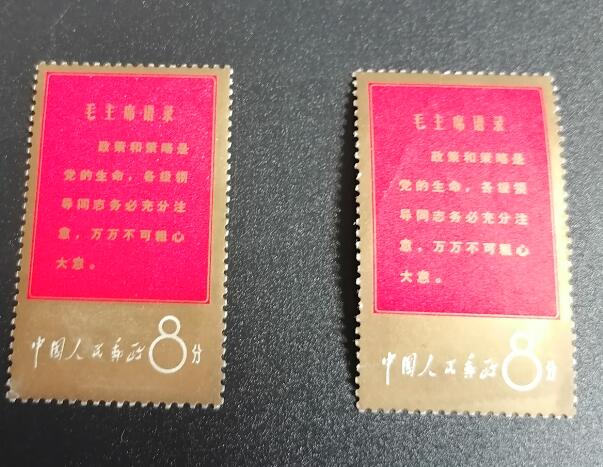 毛主席语录
政策和策略是
党的生命，各级领
导同志务必充分注
意，万万不可粗心
大意。
中国人民邮政8分
毛主席语录
政策和策略是
党的生命，各级领
导同志务必充分注
意，万万不可粗心
大意。
中国人民邮政8分